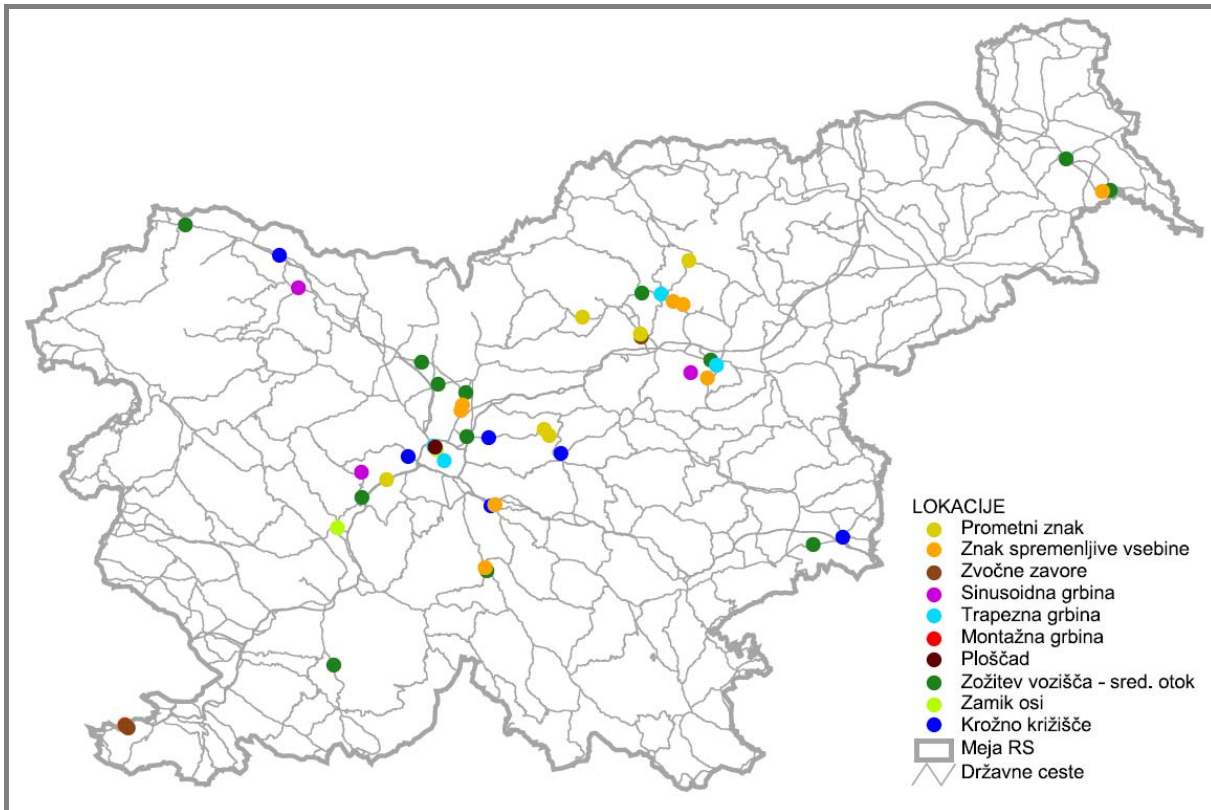 LOKACIJE
Prometni znak
Znak spremenljive vsebine
Zvočne zavore
Sinusoidna grbina
Trapezna grbina
Montažna grbina
Ploščad
Zožitev vozišča - sred. otok
Zamik osi
Krožno križišče
Meja RS
Državne ceste